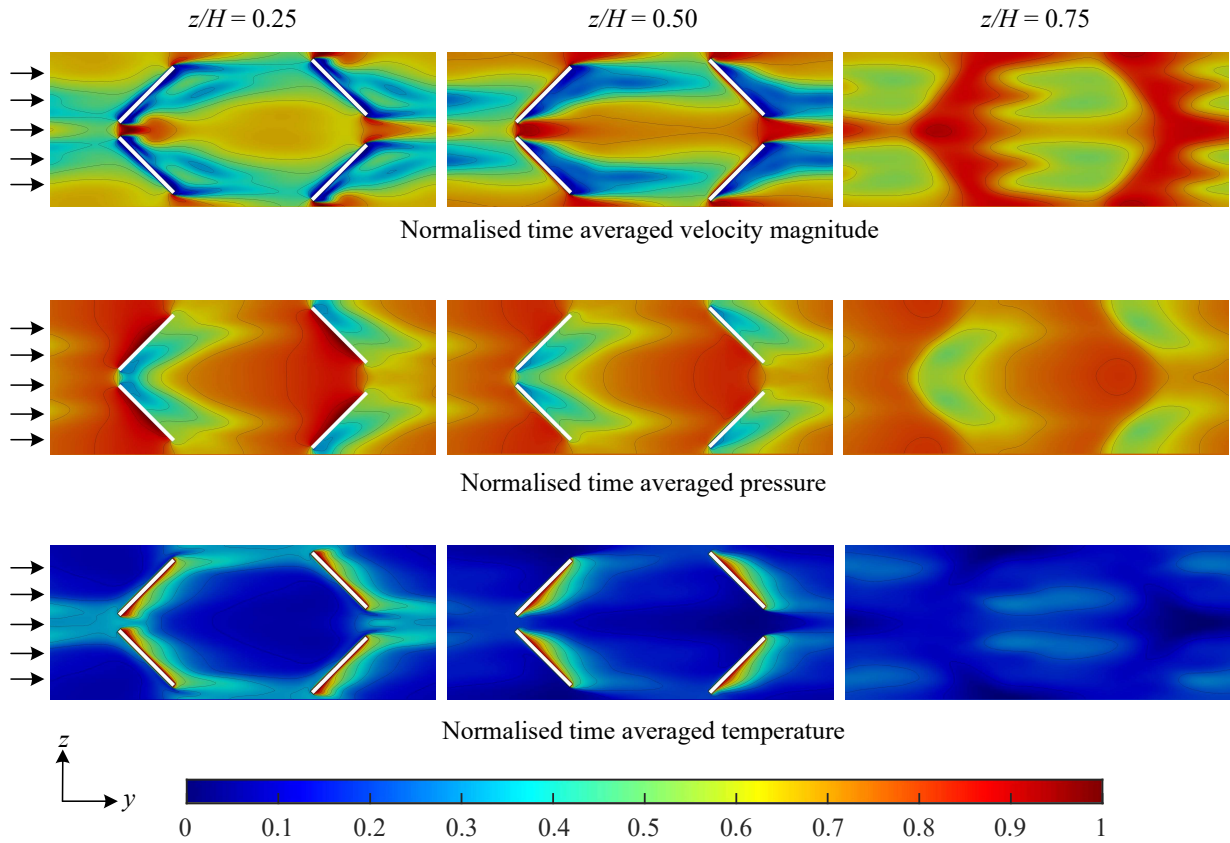 z/H = 0.25 z/H = 0.50 z/H = 0.75
Normalised time averaged velocity magnitude
Normalised time averaged pressure
Normalised time averaged temperature
z
y
0 0.1 0.2 0.3 0.4 0.5 0.6 0.7 0.8 0.9 1